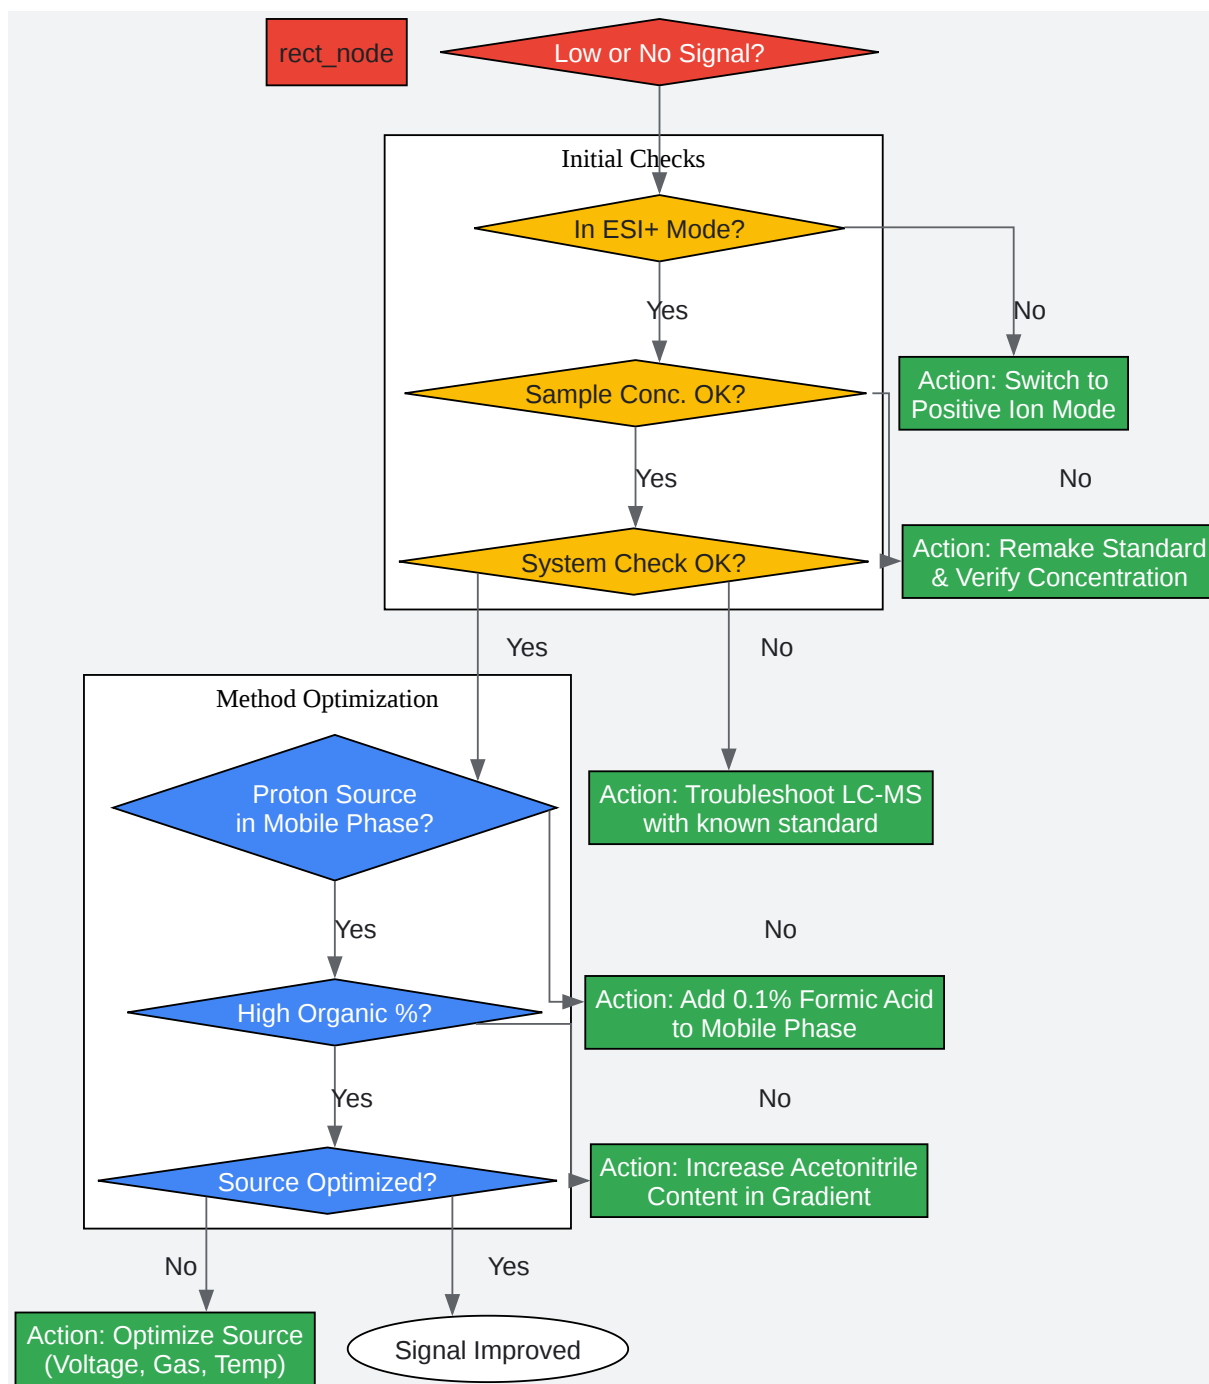 rect_node
Low or No Signal?
Initial Checks
In ESI+ Mode?
Yes
No
Action: Switch to
Positive Ion Mode
Sample Conc. OK?
Yes
No
Action: Remake Standard
& Verify Concentration
System Check OK?
Yes
No
Method Optimization
Proton Source
in Mobile Phase?
Action: Troubleshoot LC-MS
with known standard
Yes
No
High Organic %?
Action: Add 0.1% Formic Acid
to Mobile Phase
Yes
No
Source Optimized?
Action: Increase Acetonitrile
Content in Gradient
No
Yes
Action: Optimize Source
(Voltage, Gas, Temp)
Signal Improved